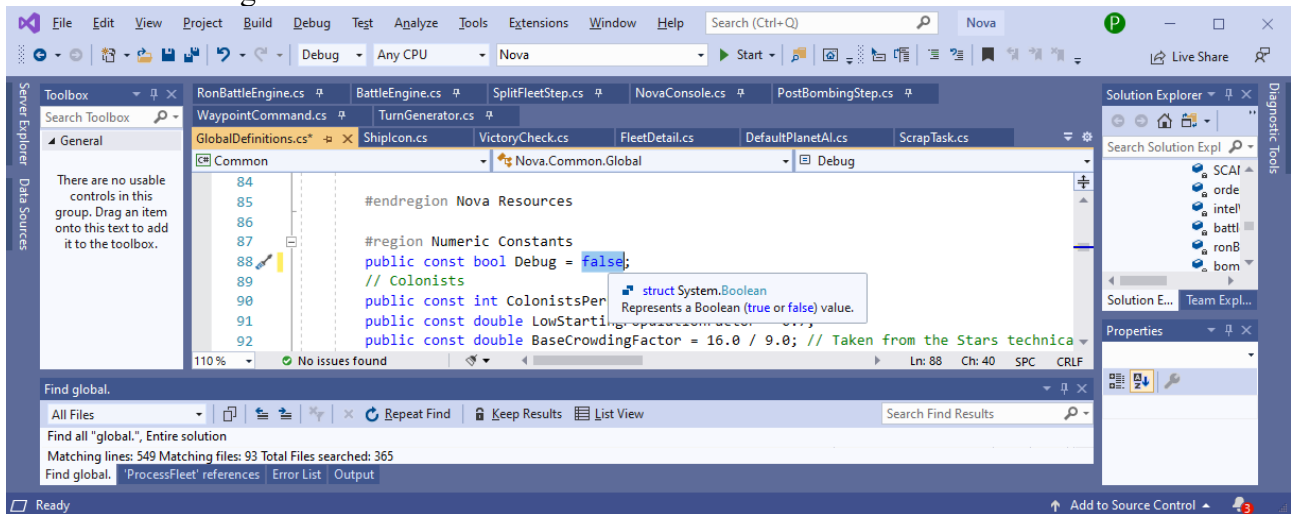 File Edit View Project Build Debug Test Analyze Tools Extensions Window Help Search (Ctrl+Q) Nova P
Debug Any CPU Nova Start Live Share
Server Explorer
Data Sources
Toolbox
Search Toolbox
General
There are no usable
controls in this
group. Drag an item
onto this text to add
it to the toolbox.
RonBattleEngine.cs BattleEngine.cs SplitFleetStep.cs NovaConsole.cs PostBombingStep.cs
WaypointCommand.cs TurnGenerator.cs
GlobalDefinitions.cs* ShipIcon.cs VictoryCheck.cs FleetDetail.cs DefaultPlanetAI.cs ScrapTask.cs
C# Common Nova.Common.Global Debug
84
85 #endregion Nova Resources
86
87 #region Numeric Constants
88 public const bool Debug = false;
89 // Colonists
90 public const int ColonistsPer
91 public const double LowStartingPopulationFactor = 0.7;
92 public const double BaseCrowdingFactor = 16.0 / 9.0; // Taken from the Stars technica
struct System.Boolean
Represents a Boolean (true or false) value.
110 % No issues found Ln: 88 Ch: 40 SPC CRLF
Find global.
All Files Repeat Find Keep Results List View Search Find Results
Find all "global.", Entire solution
Matching lines: 549 Matching files: 93 Total Files searched: 365
Find global. 'ProcessFleet' references Error List Output
Solution Explorer
Search Solution Expl
SCAN
orde
intel
battl
ronB
bom
Solution E... Team Expl...
Properties
Diagnostic Tools
Ready Add to Source Control 3